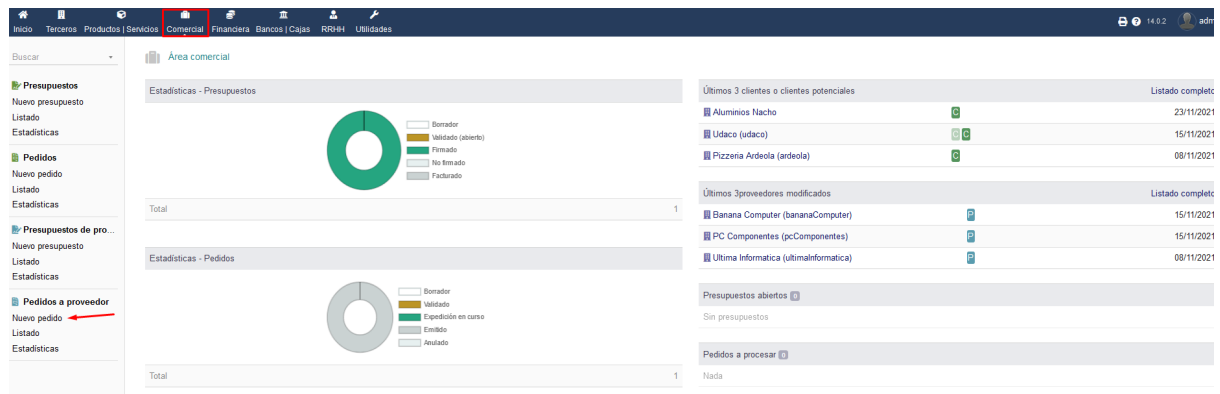 Inicio Terceros Productos | Servicios Comercial Financiera Bancos | Cajas RRHH Utilidades 14.0.2 adm
Buscar
Presupuestos
Nuevo presupuesto
Listado
Estadísticas
Pedidos
Nuevo pedido
Listado
Estadísticas
Presupuestos de pro...
Nuevo presupuesto
Listado
Estadísticas
Pedidos a proveedor
Nuevo pedido
Listado
Estadísticas
Área comercial
Estadísticas - Presupuestos
Borrador
Validado (abierto)
Firmado
No firmado
Facturado
Total 1
Estadísticas - Pedidos
Borrador
Validado
Expedición en curso
Emitido
Anulado
Total 1
Últimos 3 clientes o clientes potenciales Listado completo
Aluminios Nacho C 23/11/2021
Udaco (udaco) C C 15/11/2021
Pizzeria Ardeola (ardeola) C 08/11/2021
Últimos 3proveedores modificados Listado completo
Banana Computer (bananaComputer) P 15/11/2021
PC Componentes (pcComponentes) P 15/11/2021
Ultima Informatica (ultimaInformatica) P 08/11/2021
Presupuestos abiertos 0
Sin presupuestos
Pedidos a procesar 0
Nada